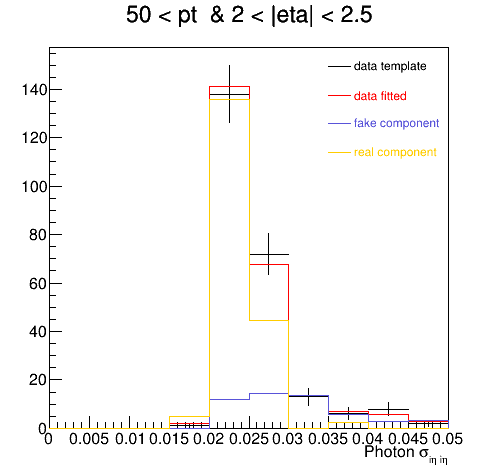 50 < pt & 2 < |eta| < 2.5
data template
data fitted
fake component
real component
140
120
100
80
60
40
20
0
0 0.005 0.01 0.015 0.02 0.025 0.03 0.035 0.04 0.045 0.05
Photon σiη iη